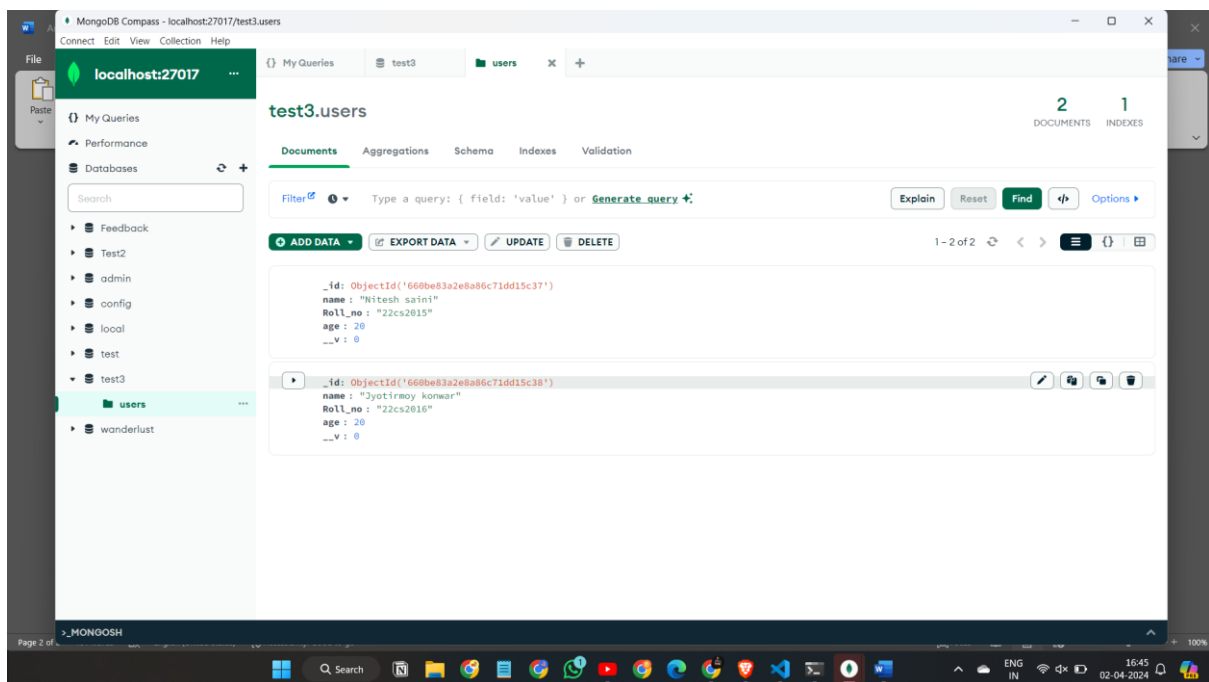 MongoDB Compass - localhost:27017/test3.users
Connect Edit View Collection Help
File
Paste
localhost:27017 ...
{} My Queries
Performance
Databases
Search
Feedback
Test2
admin
config
local
test
test3
users
wanderlust
{} My Queries test3 users
test3.users
2 1
DOCUMENTS INDEXES
Documents Aggregations Schema Indexes Validation
Filter Type a query: { field: 'value' } or Generate query Explain Reset Find </> Options
ADD DATA EXPORT DATA UPDATE DELETE 1 – 2 of 2 {}
_id: ObjectId('660be83a2e8a86c71dd15c37')
name : "Nitesh saini"
Roll_no : "22cs2015"
age : 20
__v : 0
_id: ObjectId('660be83a2e8a86c71dd15c38')
name : "Jyotirmoy konwar"
Roll_no : "22cs2016"
age : 20
__v : 0
>_MONGOSH
Page 2 of 100%
Search ENG 16:45
IN 02-04-2024